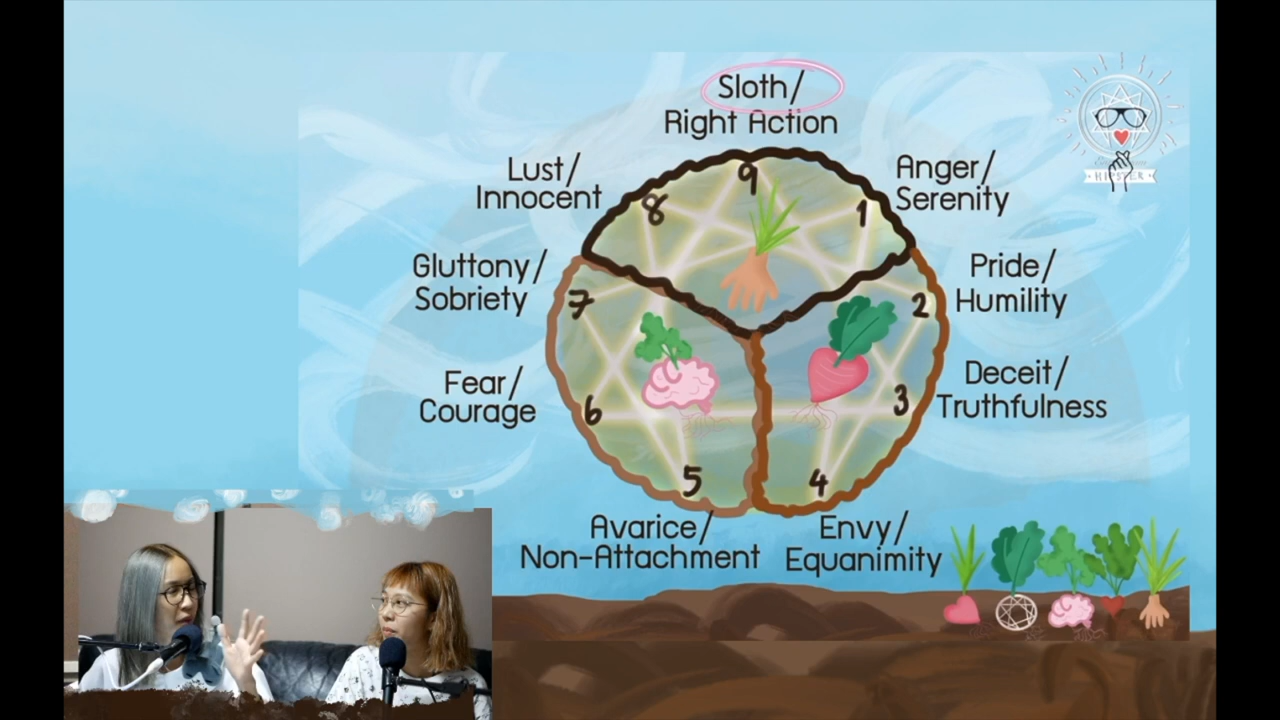 Sloth/
Right Action
Lust/
Innocent
Anger/
Serenity
Gluttony/
Sobriety
Pride/
Humility
Fear/
Courage
Deceit/
Truthfulness
Avarice/
Non-Attachment
Envy/
Equanimity
9
8
1
7
2
6
3
5
4
HIPSTER